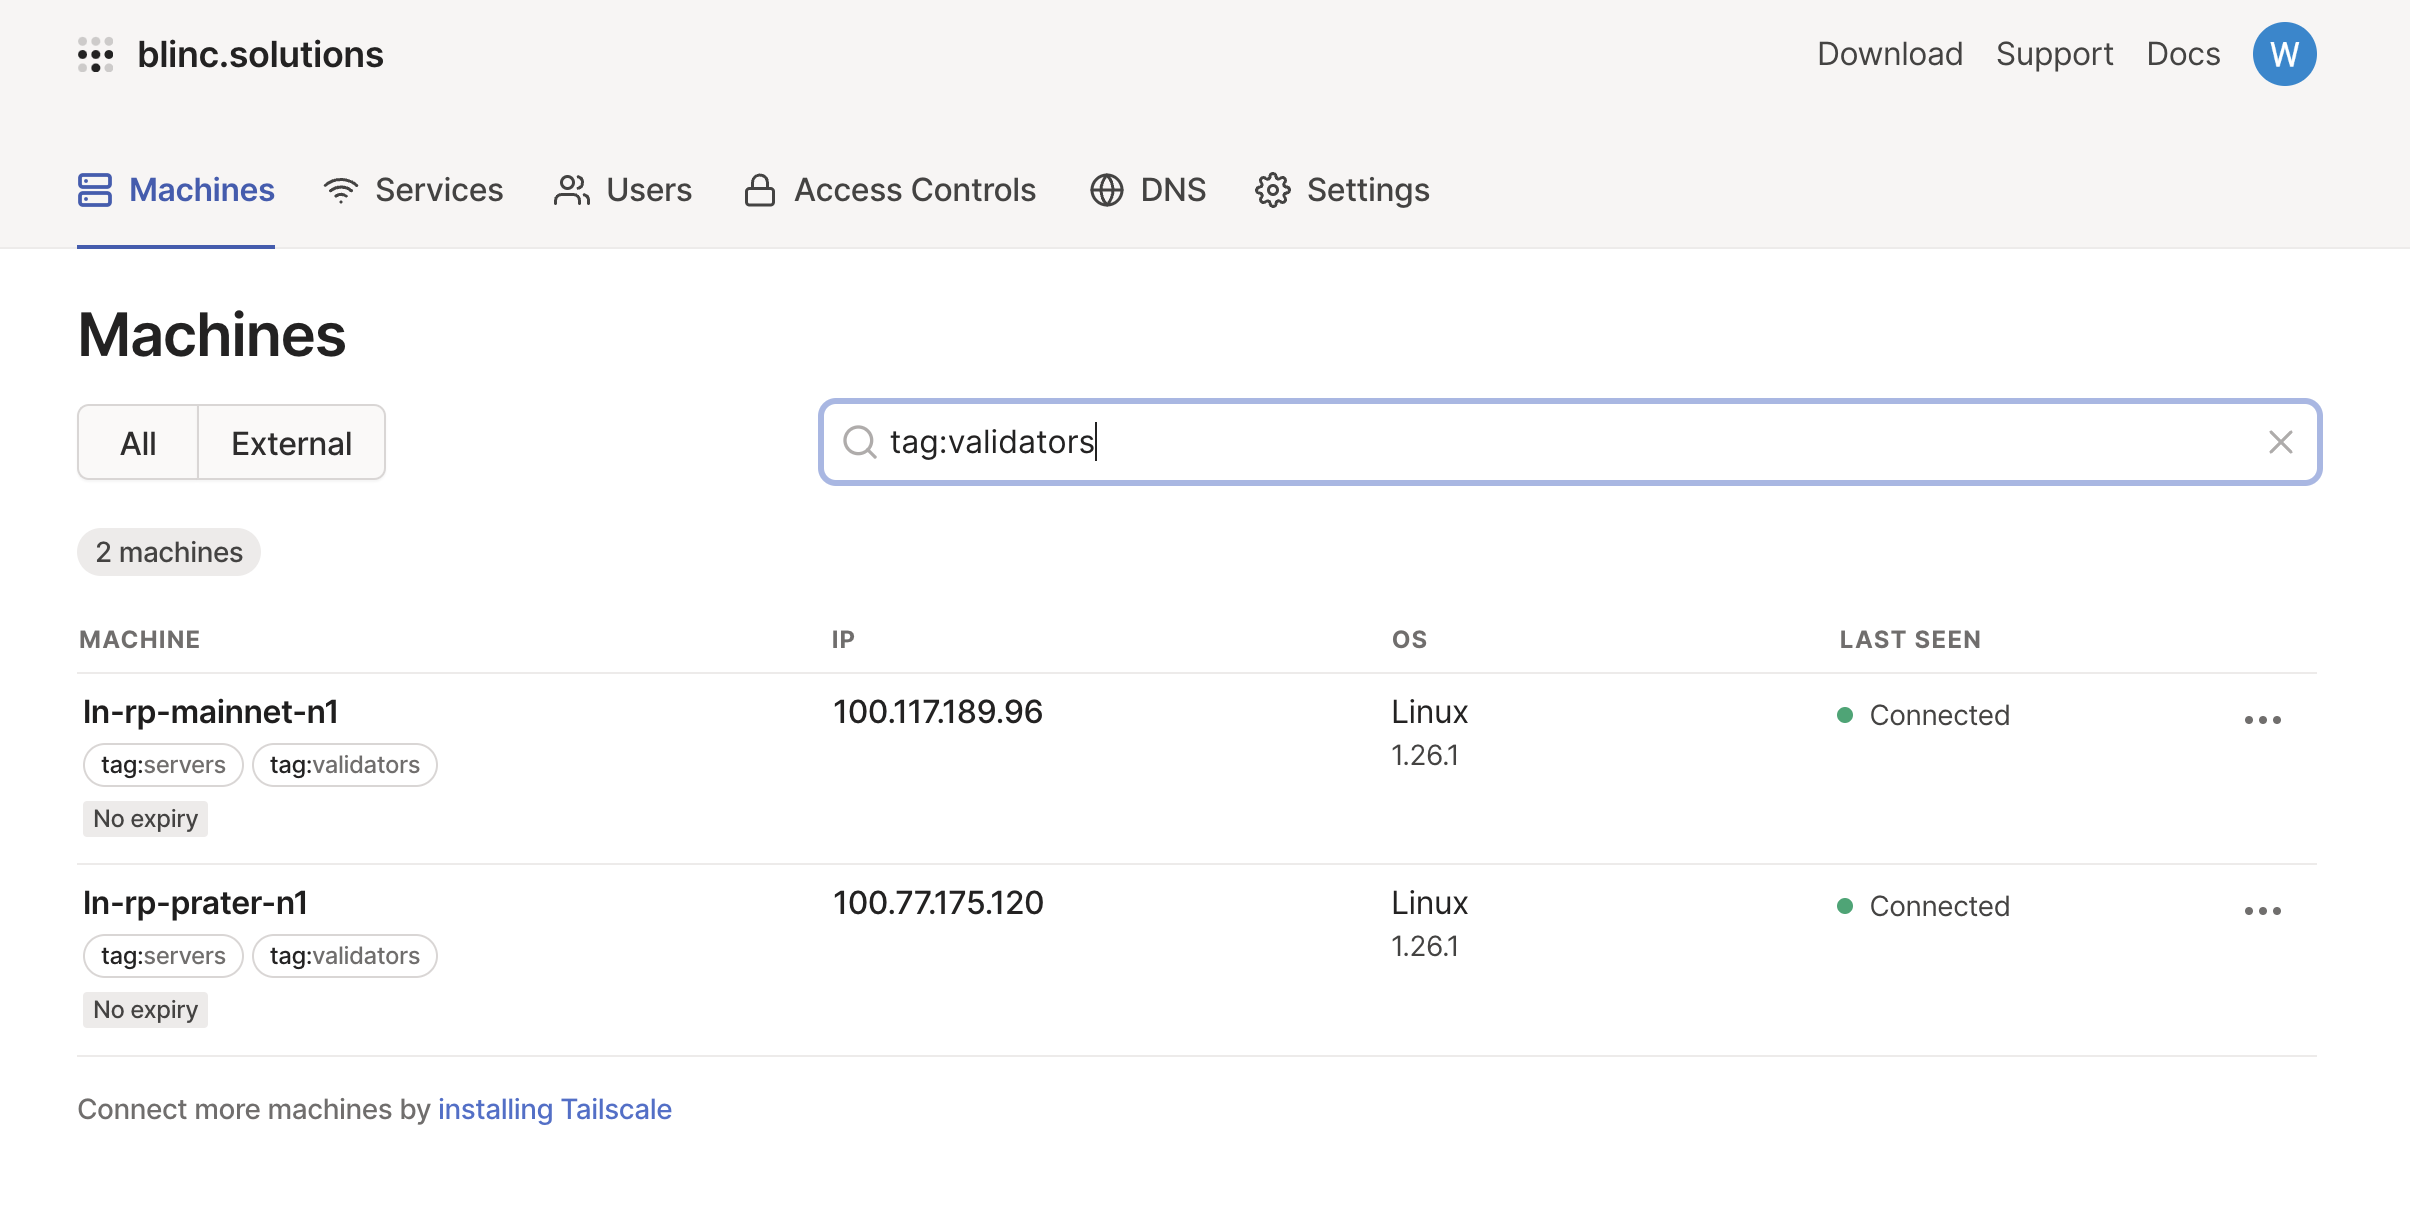 blinc.solutions
Download Support Docs W
Machines Services Users Access Controls DNS Settings
Machines
All External
tag:validators
2 machines
MACHINE IP OS LAST SEEN
ln-rp-mainnet-n1 100.117.189.96 Linux Connected
1.26.1
tag:servers tag:validators
No expiry
ln-rp-prater-n1 100.77.175.120 Linux Connected
1.26.1
tag:servers tag:validators
No expiry
Connect more machines by installing Tailscale